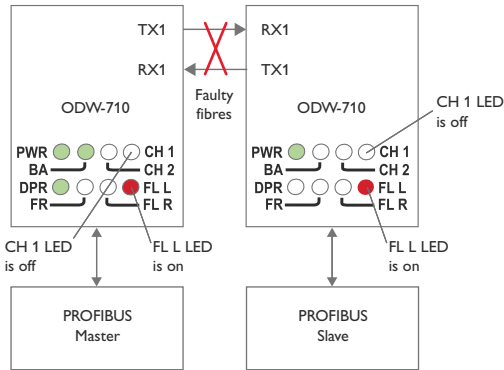 TX1
RX1
RX1
TX1
Faulty
fibres
ODW-710
ODW-710
CH 1 LED
is off
PWR
CH 1
BA
CH 2
DPR
FL L
FR
FL R
PWR
CH 1
BA
CH 2
DPR
FL L
FR
FL R
CH 1 LED
is off
FL L LED
is on
FL L LED
is on
PROFIBUS
Master
PROFIBUS
Slave